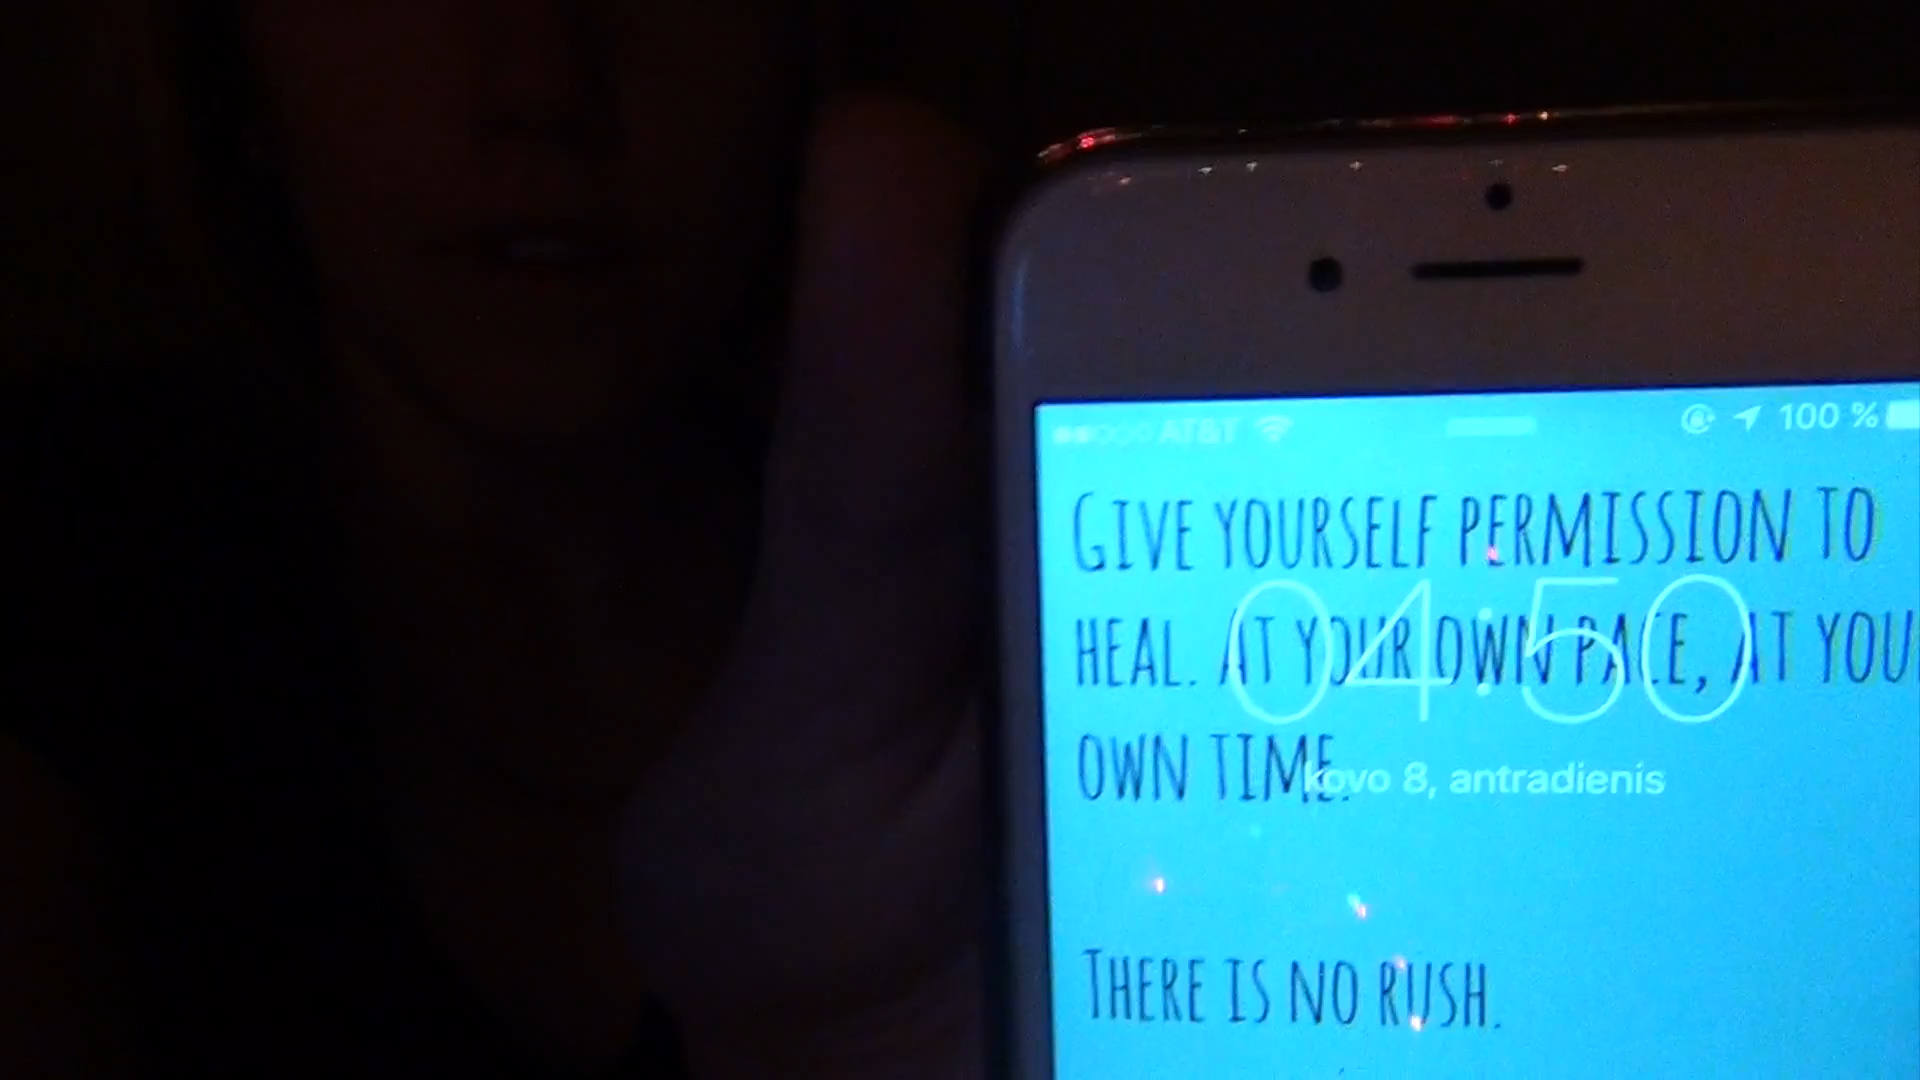 AT&T 100 %
GIVE YOURSELF PERMISSION TO
04:50
HEAL. AT YOUR OWN PACE, AT YOU
OWN TIME.
kovo 8, antradienis
THERE IS NO RUSH.